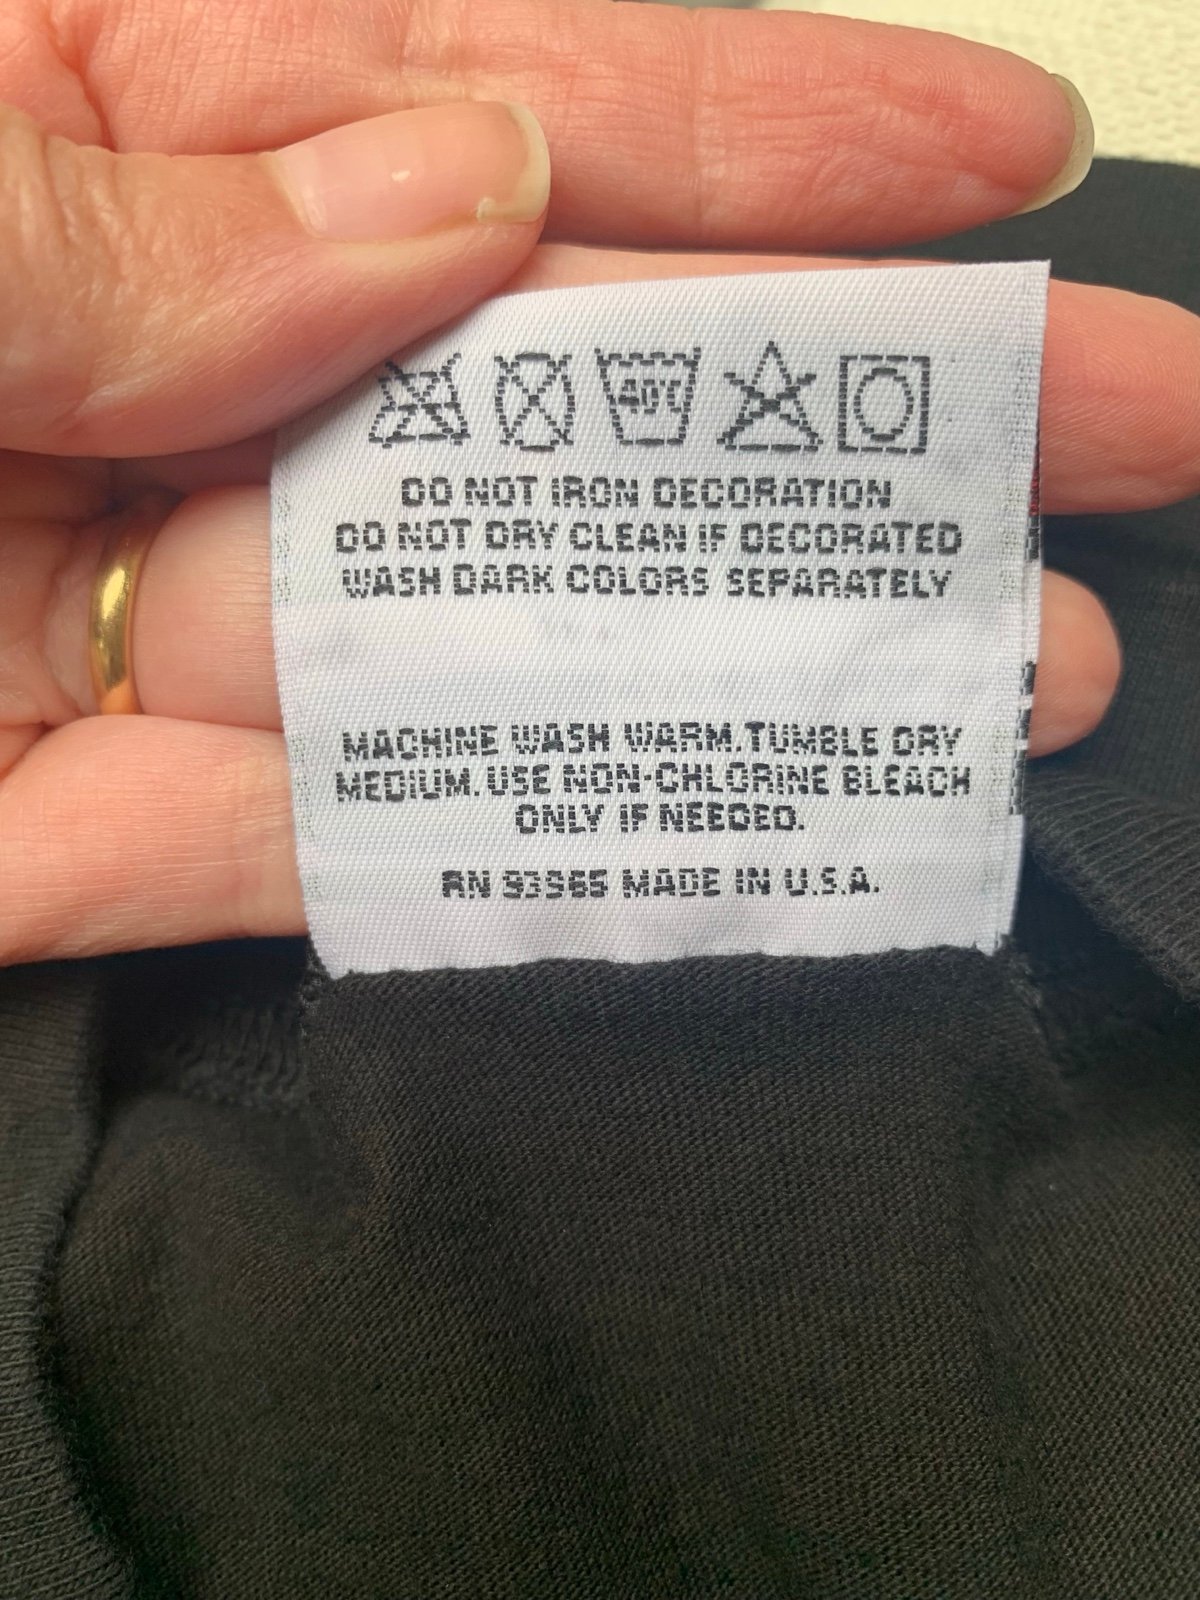 40°C
DO NOT IRON DECORATION
DO NOT DRY CLEAN IF DECORATED
WASH DARK COLORS SEPARATELY
MACHINE WASH WARM.TUMBLE DRY
MEDIUM.USE NON-CHLORINE BLEACH
ONLY IF NEEDED.
RN 93965 MADE IN U.S.A.